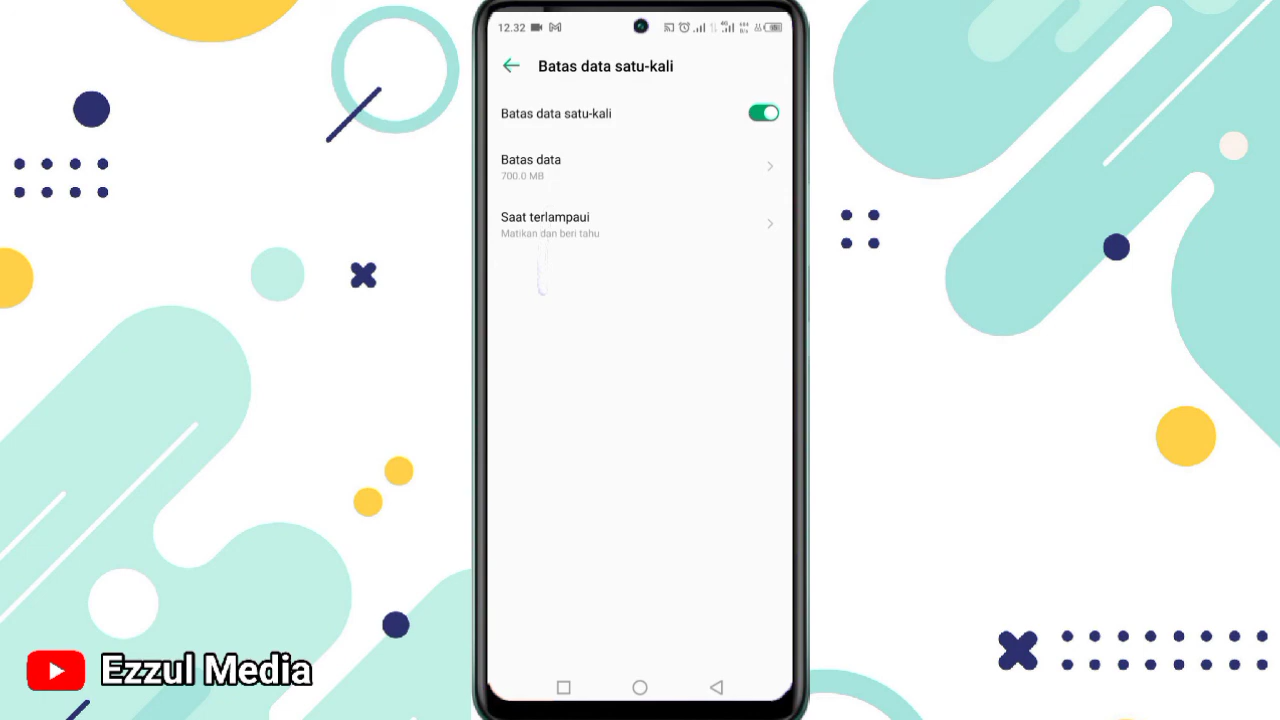 12.32
Batas data satu-kali
Batas data satu-kali
Batas data
700.0 MB
Saat terlampaui
Matikan dan beri tahu
Ezzul Media